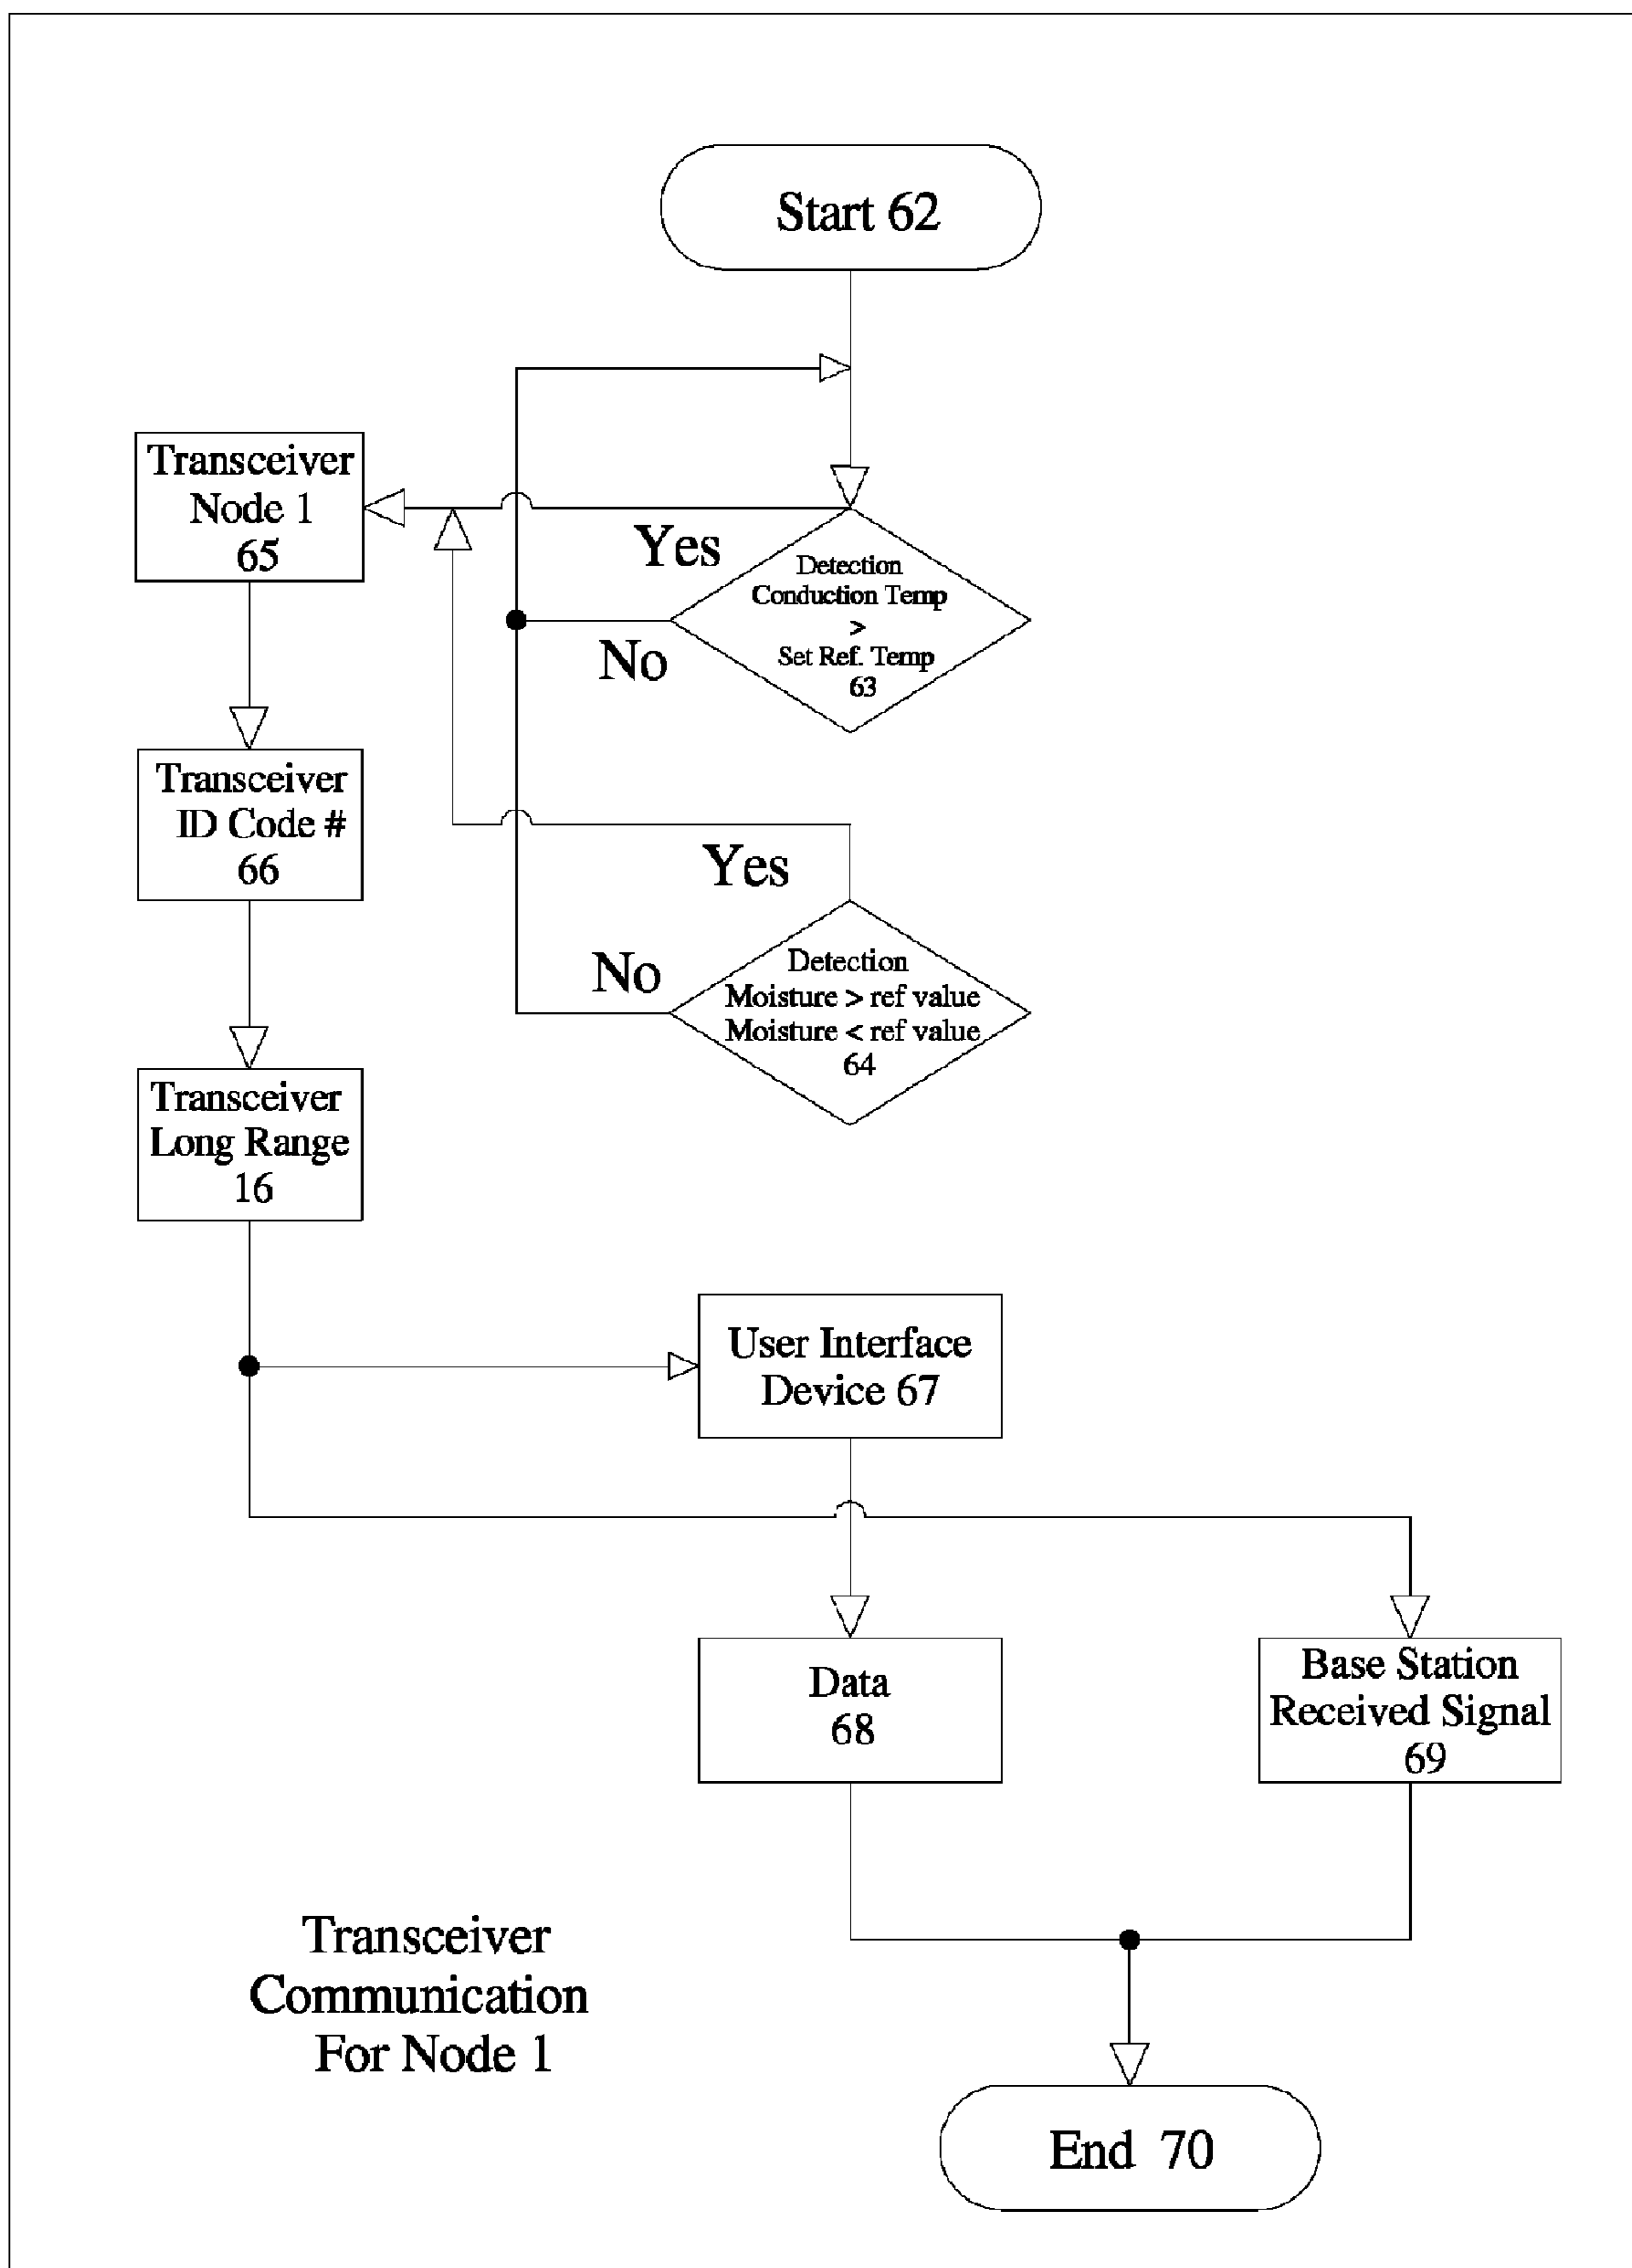 Start 62
Transceiver
Node 1
65
Yes
Detection
Conduction Temp
>
Set Ref. Temp
63
No
Transceiver
ID Code #
66
Yes
No
Detection
Moisture > ref value
Moisture < ref value
64
Transceiver
Long Range
16
User Interface
Device 67
Data
68
Base Station
Received Signal
69
Transceiver
Communication
For Node 1
End 70